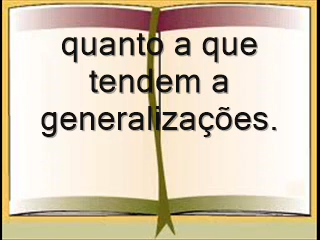 quanto a que
tendem a
generalizações.